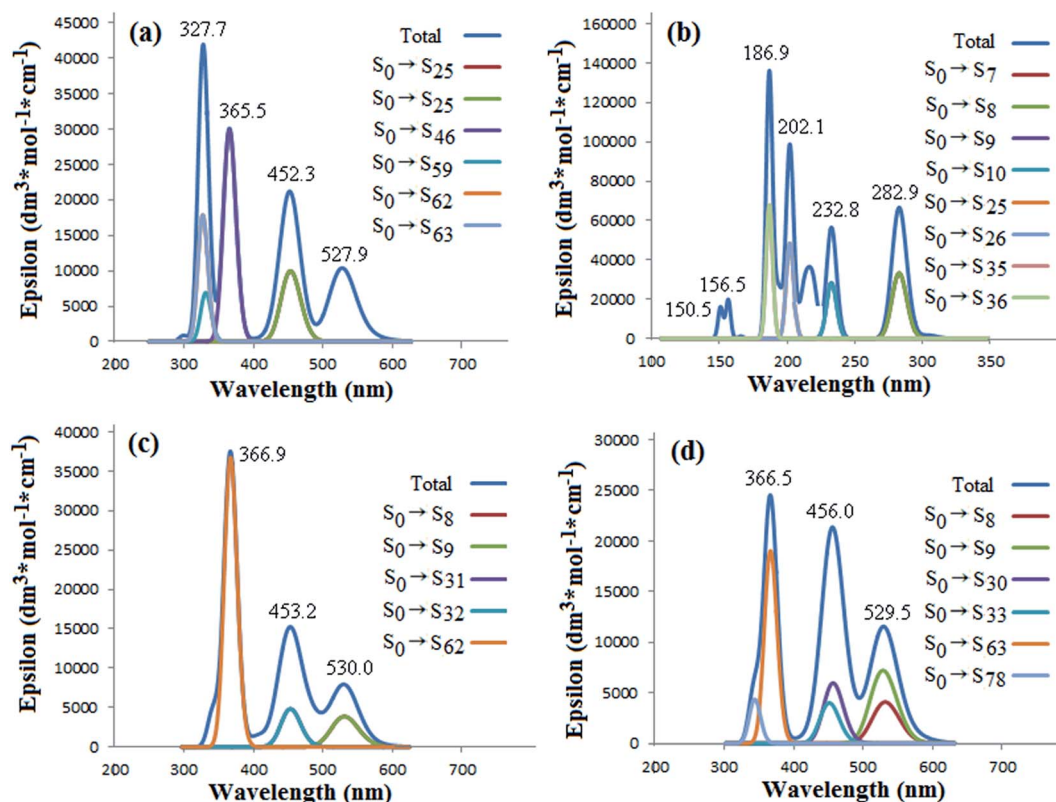 (a)
Epsilon (dm³*mol⁻¹*cm⁻¹)
45000
40000
35000
30000
25000
20000
15000
10000
5000
0
327.7
365.5
452.3
527.9
Total
S₀→S₂₅
S₀→S₂₅
S₀→S₄₆
S₀→S₅₉
S₀→S₆₂
S₀→S₆₃
200 300 400 500 600 700
Wavelength (nm)
(b)
Epsilon (dm³*mol⁻¹*cm⁻¹)
160000
140000
120000
100000
80000
60000
40000
20000
0
186.9
202.1
232.8
282.9
156.5
150.5
Total
S₀→S₇
S₀→S₈
S₀→S₉
S₀→S₁₀
S₀→S₂₅
S₀→S₂₆
S₀→S₃₅
S₀→S₃₆
100 150 200 250 300 350
Wavelength (nm)
(c)
Epsilon (dm³*mol⁻¹*cm⁻¹)
40000
35000
30000
25000
20000
15000
10000
5000
0
366.9
453.2
530.0
Total
S₀→S₈
S₀→S₉
S₀→S₃₁
S₀→S₃₂
S₀→S₆₂
200 300 400 500 600 700
Wavelength (nm)
(d)
Epsilon (dm³*mol⁻¹*cm⁻¹)
30000
25000
20000
15000
10000
5000
0
366.5
456.0
529.5
Total
S₀→S₈
S₀→S₉
S₀→S₃₀
S₀→S₃₃
S₀→S₆₃
S₀→S₇₈
200 300 400 500 600 700
Wavelength (nm)